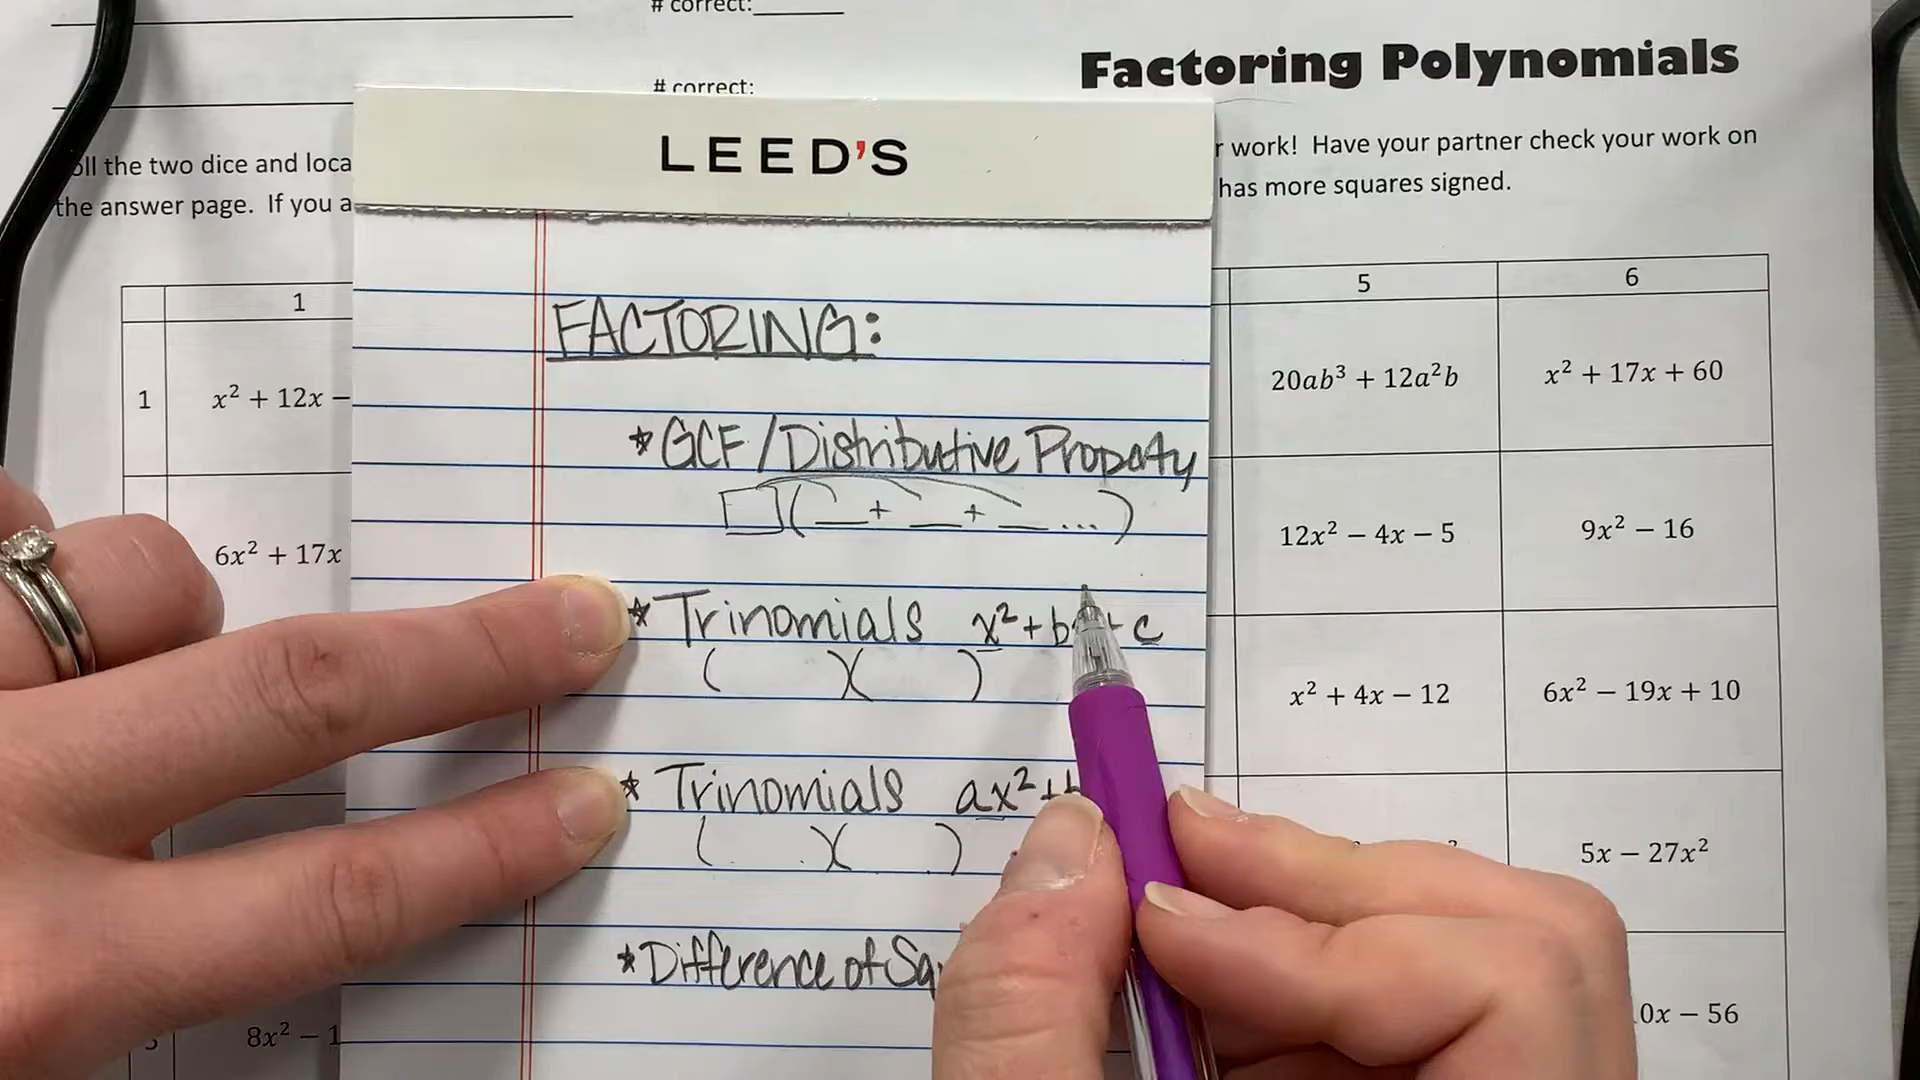 # correct:
# correct:
Factoring Polynomials
oll the two dice and loca
r work! Have your partner check your work on
the answer page. If you a
has more squares signed.
LEED'S
1
5
6
1
x² + 12x −
20ab³ + 12a²b
x² + 17x + 60
6x² + 17x
12x² − 4x − 5
9x² − 16
x² + 4x − 12
6x² − 19x + 10
5x − 27x²
8x² − 1
0x − 56
FACTORING:
*GCF/Distributive Property
□(__+ __+ __ ...)
*Trinomials x²+b + c
( )( )
*Trinomials ax²+b
( )( )
*Difference of Sq